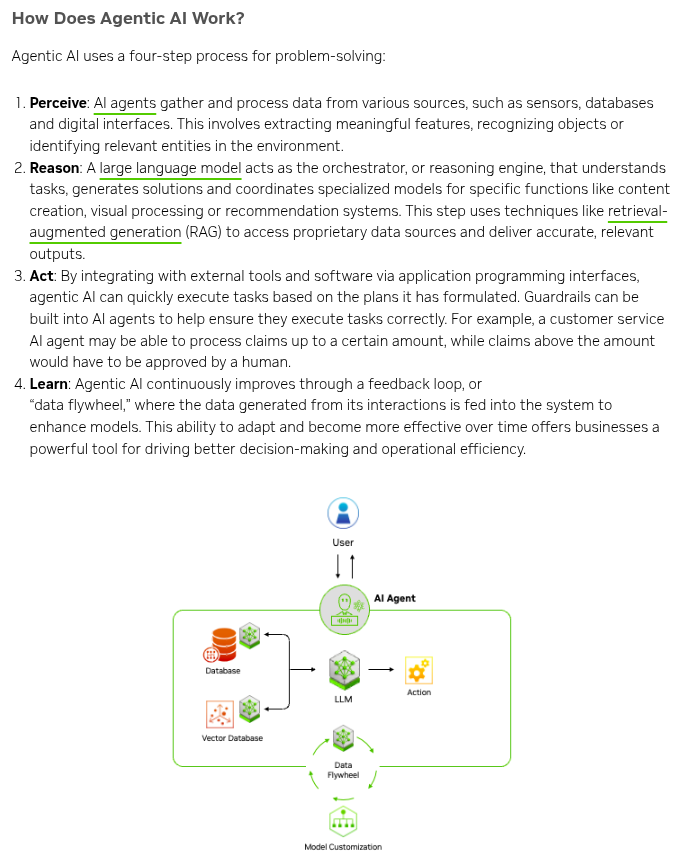 How Does Agentic AI Work?
Agentic AI uses a four-step process for problem-solving:
1. Perceive: AI agents gather and process data from various sources, such as sensors, databases
and digital interfaces. This involves extracting meaningful features, recognizing objects or
identifying relevant entities in the environment.
2. Reason: A large language model acts as the orchestrator, or reasoning engine, that understands
tasks, generates solutions and coordinates specialized models for specific functions like content
creation, visual processing or recommendation systems. This step uses techniques like retrieval-
augmented generation (RAG) to access proprietary data sources and deliver accurate, relevant
outputs.
3. Act: By integrating with external tools and software via application programming interfaces,
agentic AI can quickly execute tasks based on the plans it has formulated. Guardrails can be
built into AI agents to help ensure they execute tasks correctly. For example, a customer service
AI agent may be able to process claims up to a certain amount, while claims above the amount
would have to be approved by a human.
4. Learn: Agentic AI continuously improves through a feedback loop, or
“data flywheel,” where the data generated from its interactions is fed into the system to
enhance models. This ability to adapt and become more effective over time offers businesses a
powerful tool for driving better decision-making and operational efficiency.
User
AI Agent
Database
LLM
Action
Vector Database
Data
Flywheel
Model Customization